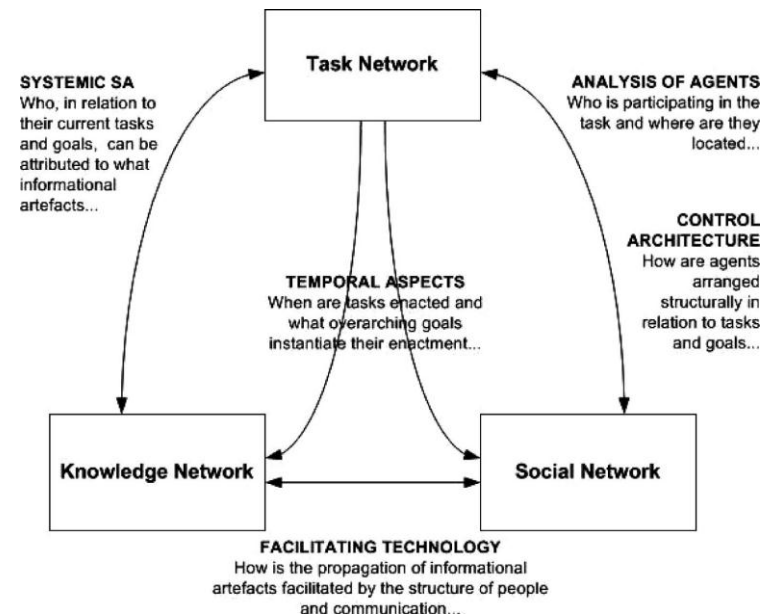 Task Network
SYSTEMIC SA
Who, in relation to
their current tasks
and goals, can be
attributed to what
informational
artefacts...
ANALYSIS OF AGENTS
Who is participating in the
task and where are they
located...
CONTROL
ARCHITECTURE
How are agents
arranged
structurally in
relation to tasks
and goals...
TEMPORAL ASPECTS
When are tasks enacted and
what overarching goals
instantiate their enactment...
Knowledge Network
Social Network
FACILITATING TECHNOLOGY
How is the propagation of informational
artefacts facilitated by the structure of people
and communication...